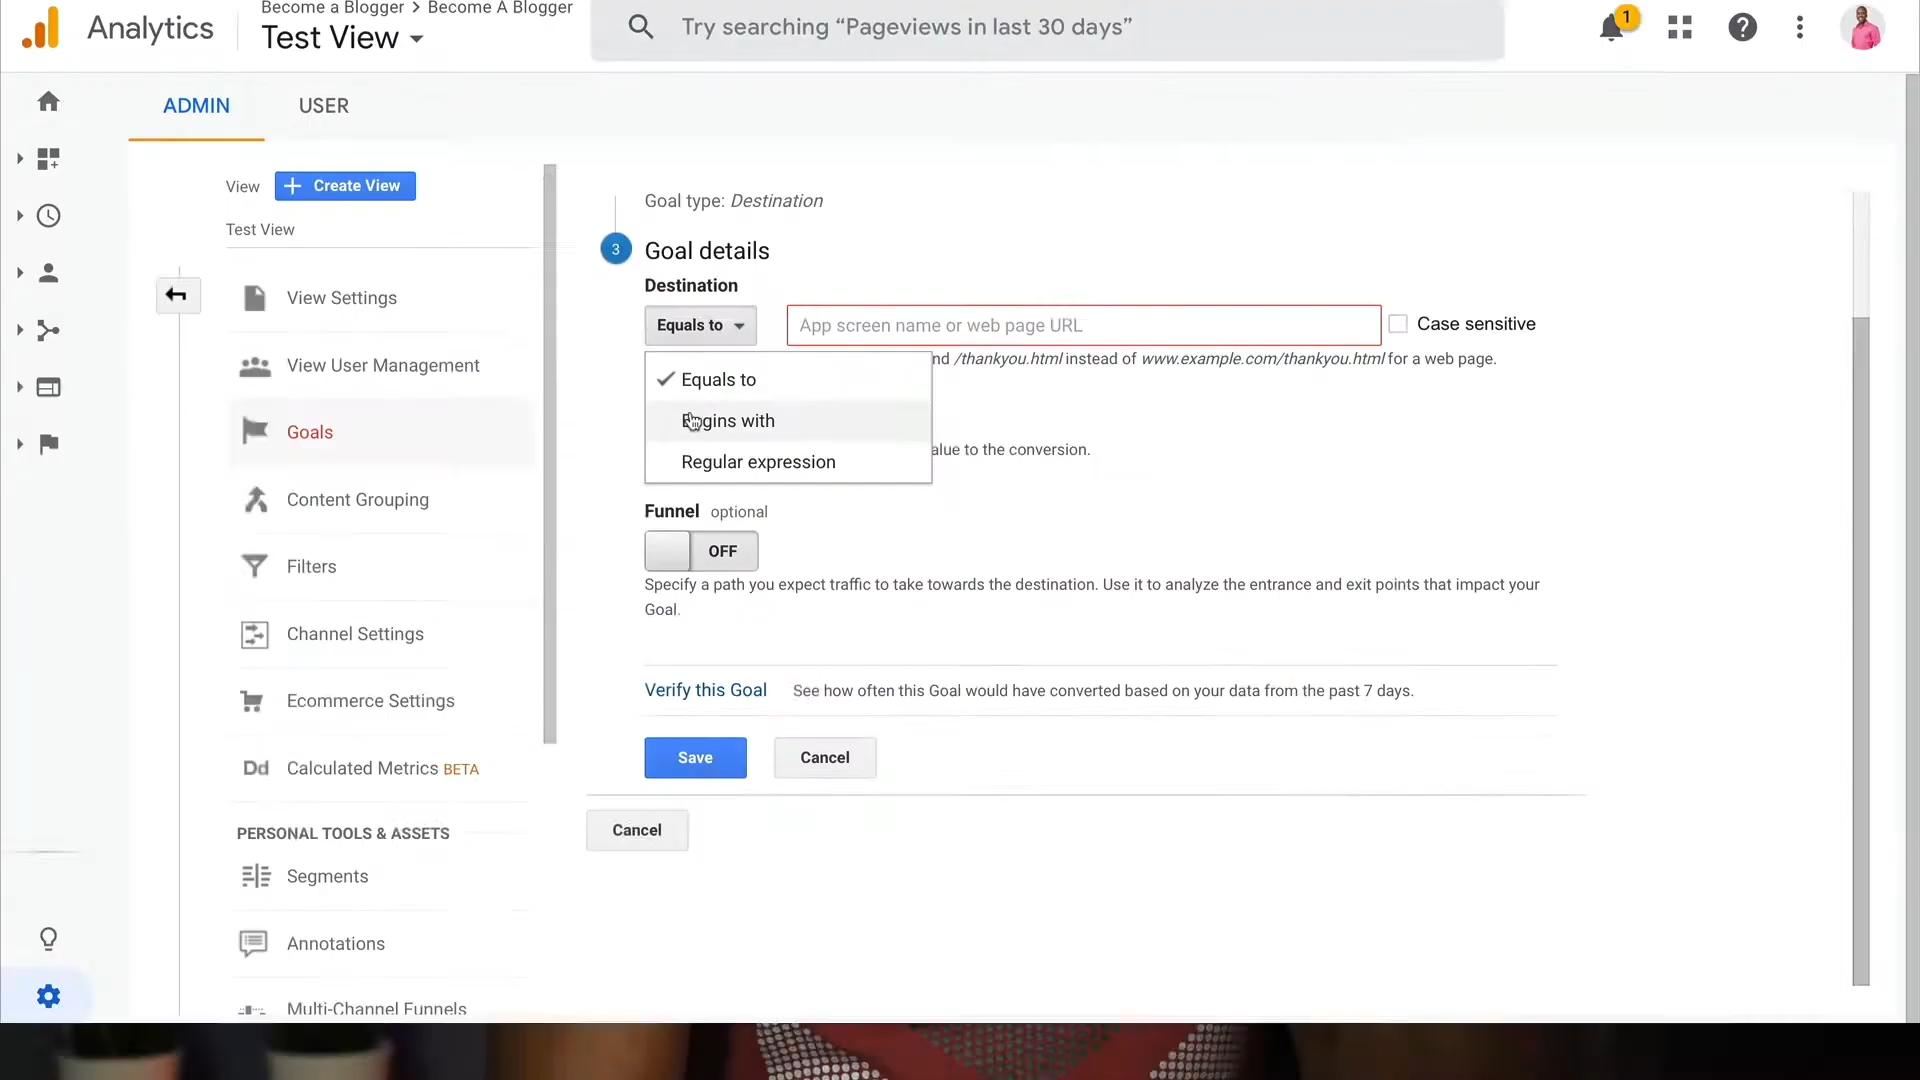 Analytics
Become a Blogger > Become A Blogger
Test View
Try searching “Pageviews in last 30 days”
1
ADMIN
USER
View
+ Create View
Test View
View Settings
View User Management
Goals
Content Grouping
Filters
Channel Settings
Ecommerce Settings
Dd Calculated Metrics BETA
PERSONAL TOOLS & ASSETS
Segments
Annotations
Multi-Channel Funnels
Goal type: Destination
3 Goal details
Destination
Equals to
App screen name or web page URL
Case sensitive
/thankyou.html instead of www.example.com/thankyou.html for a web page.
Equals to
Begins with
Regular expression
to the conversion.
Funnel optional
OFF
Specify a path you expect traffic to take towards the destination. Use it to analyze the entrance and exit points that impact your
Goal.
Verify this Goal See how often this Goal would have converted based on your data from the past 7 days.
Save
Cancel
Cancel